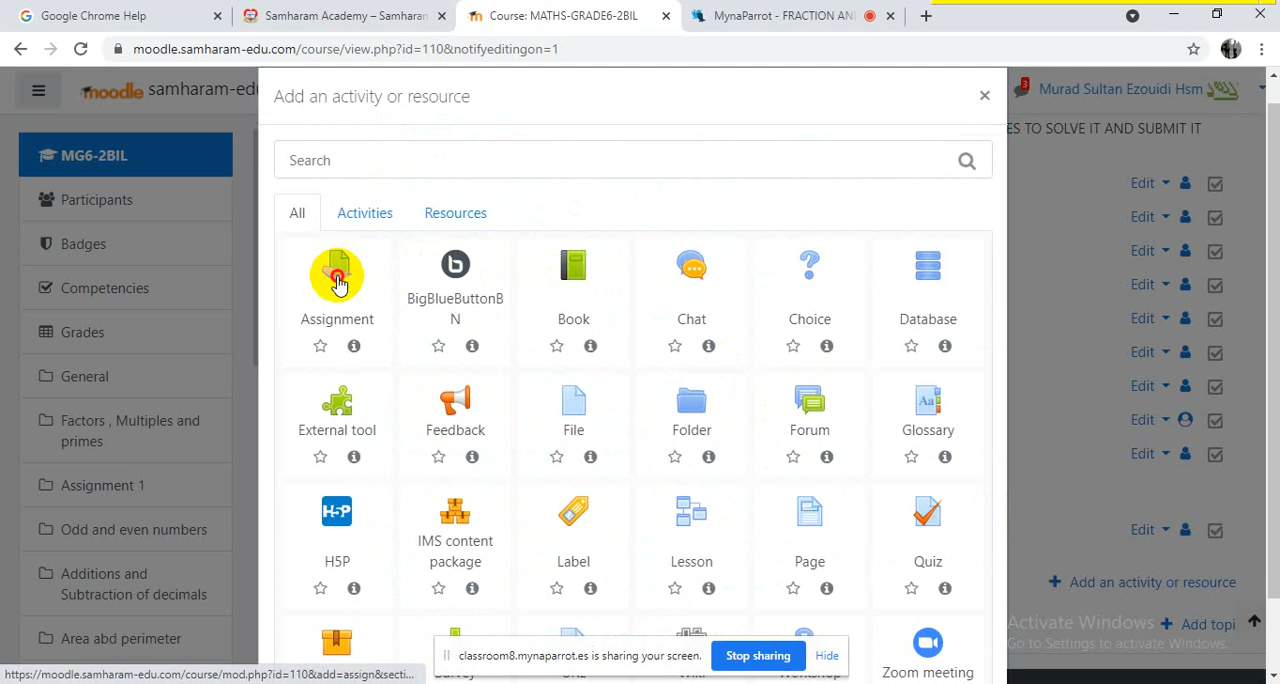 Google Chrome Help
Samharam Academy – Samharan
Course: MATHS-GRADE6-2BIL
MynaParrot - FRACTION AN
moodle.samharam-edu.com/course/view.php?id=110&notifyeditingon=1
moodle samharam-edu
Add an activity or resource
3
Murad Sultan Ezouidi Hsm
ES TO SOLVE IT AND SUBMIT IT
MG6-2BIL
Participants
Badges
Competencies
Grades
General
Factors , Multiples and
primes
Assignment 1
Odd and even numbers
Additions and
Subtraction of decimals
Area abd perimeter
Search
All
Activities
Resources
Assignment
BigBlueButtonB
N
Book
Chat
Choice
Database
External tool
Feedback
File
Folder
Forum
Aa
Glossary
H5P
H5P
IMS content
package
Label
Lesson
Page
Quiz
Zoom meeting
Edit
Edit
Edit
Edit
Edit
Edit
Edit
Edit
Edit
Edit
Add an activity or resource
Add topi
Activate Windows
Go to Settings to activate Windows.
classroom8.mynaparrot.es is sharing your screen.
Stop sharing
Hide
https://moodle.samharam-edu.com/course/mod.php?id=110&add=assign&secti...